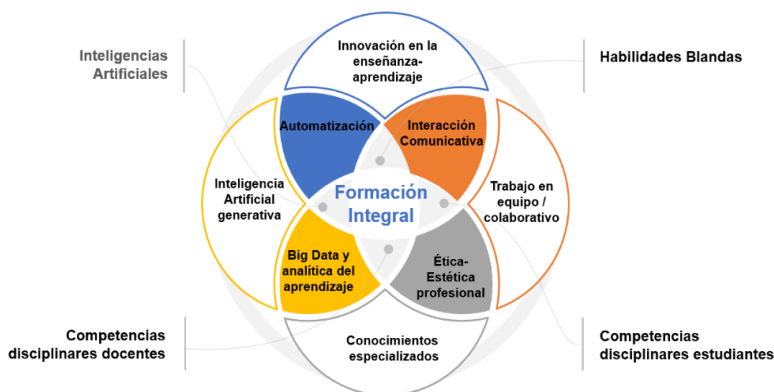 Inteligencias
Artificiales
Innovación en la
enseñanza-
aprendizaje
Habilidades Blandas
Automatización
Interacción
Comunicativa
Inteligencia
Artificial
generativa
Formación
Integral
Trabajo en
equipo /
colaborativo
Big Data y
analítica del
aprendizaje
Ética-
Estética
profesional
Competencias
disciplinares docentes
Conocimientos
especializados
Competencias
disciplinares estudiantes